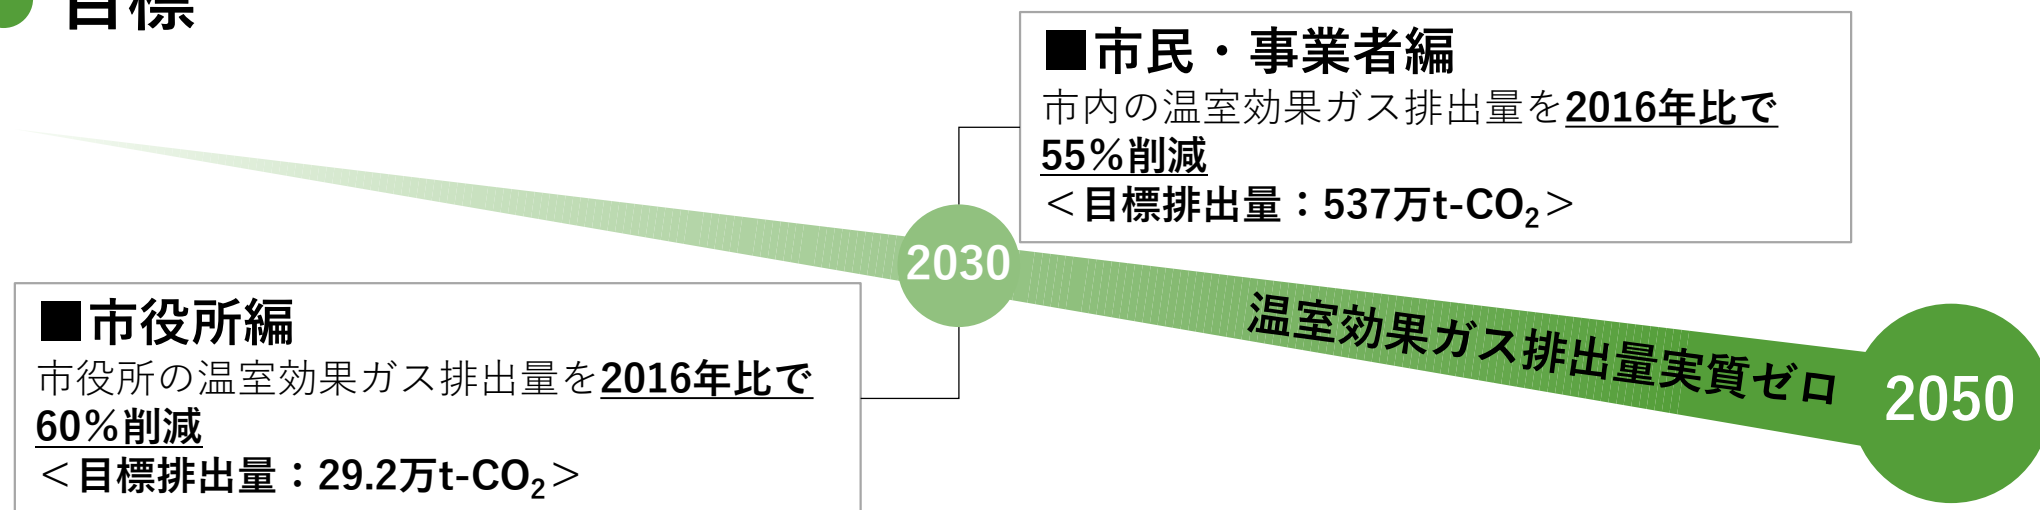 目標
■市民・事業者編
市内の温室効果ガス排出量を2016年比で
55%削減
＜目標排出量：537万t-CO₂＞
2030
■市役所編
市役所の温室効果ガス排出量を2016年比で
60%削減
＜目標排出量：29.2万t-CO₂＞
温室効果ガス排出量実質ゼロ
2050